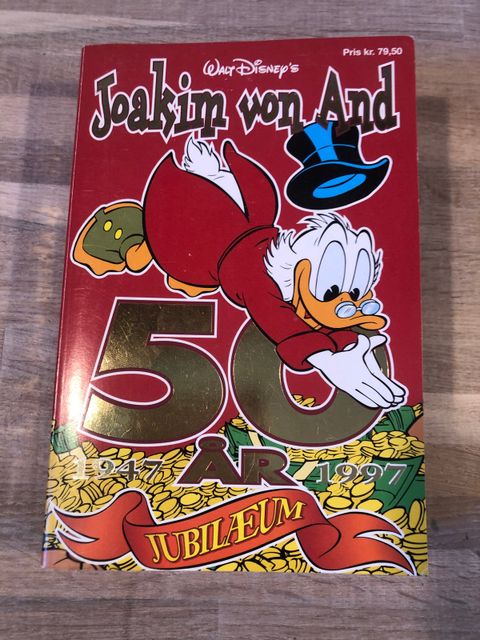 Pris kr. 79,50
WALT DISNEY'S
Joakim von And
50
ÅR
1947 1997
JUBILÆUM